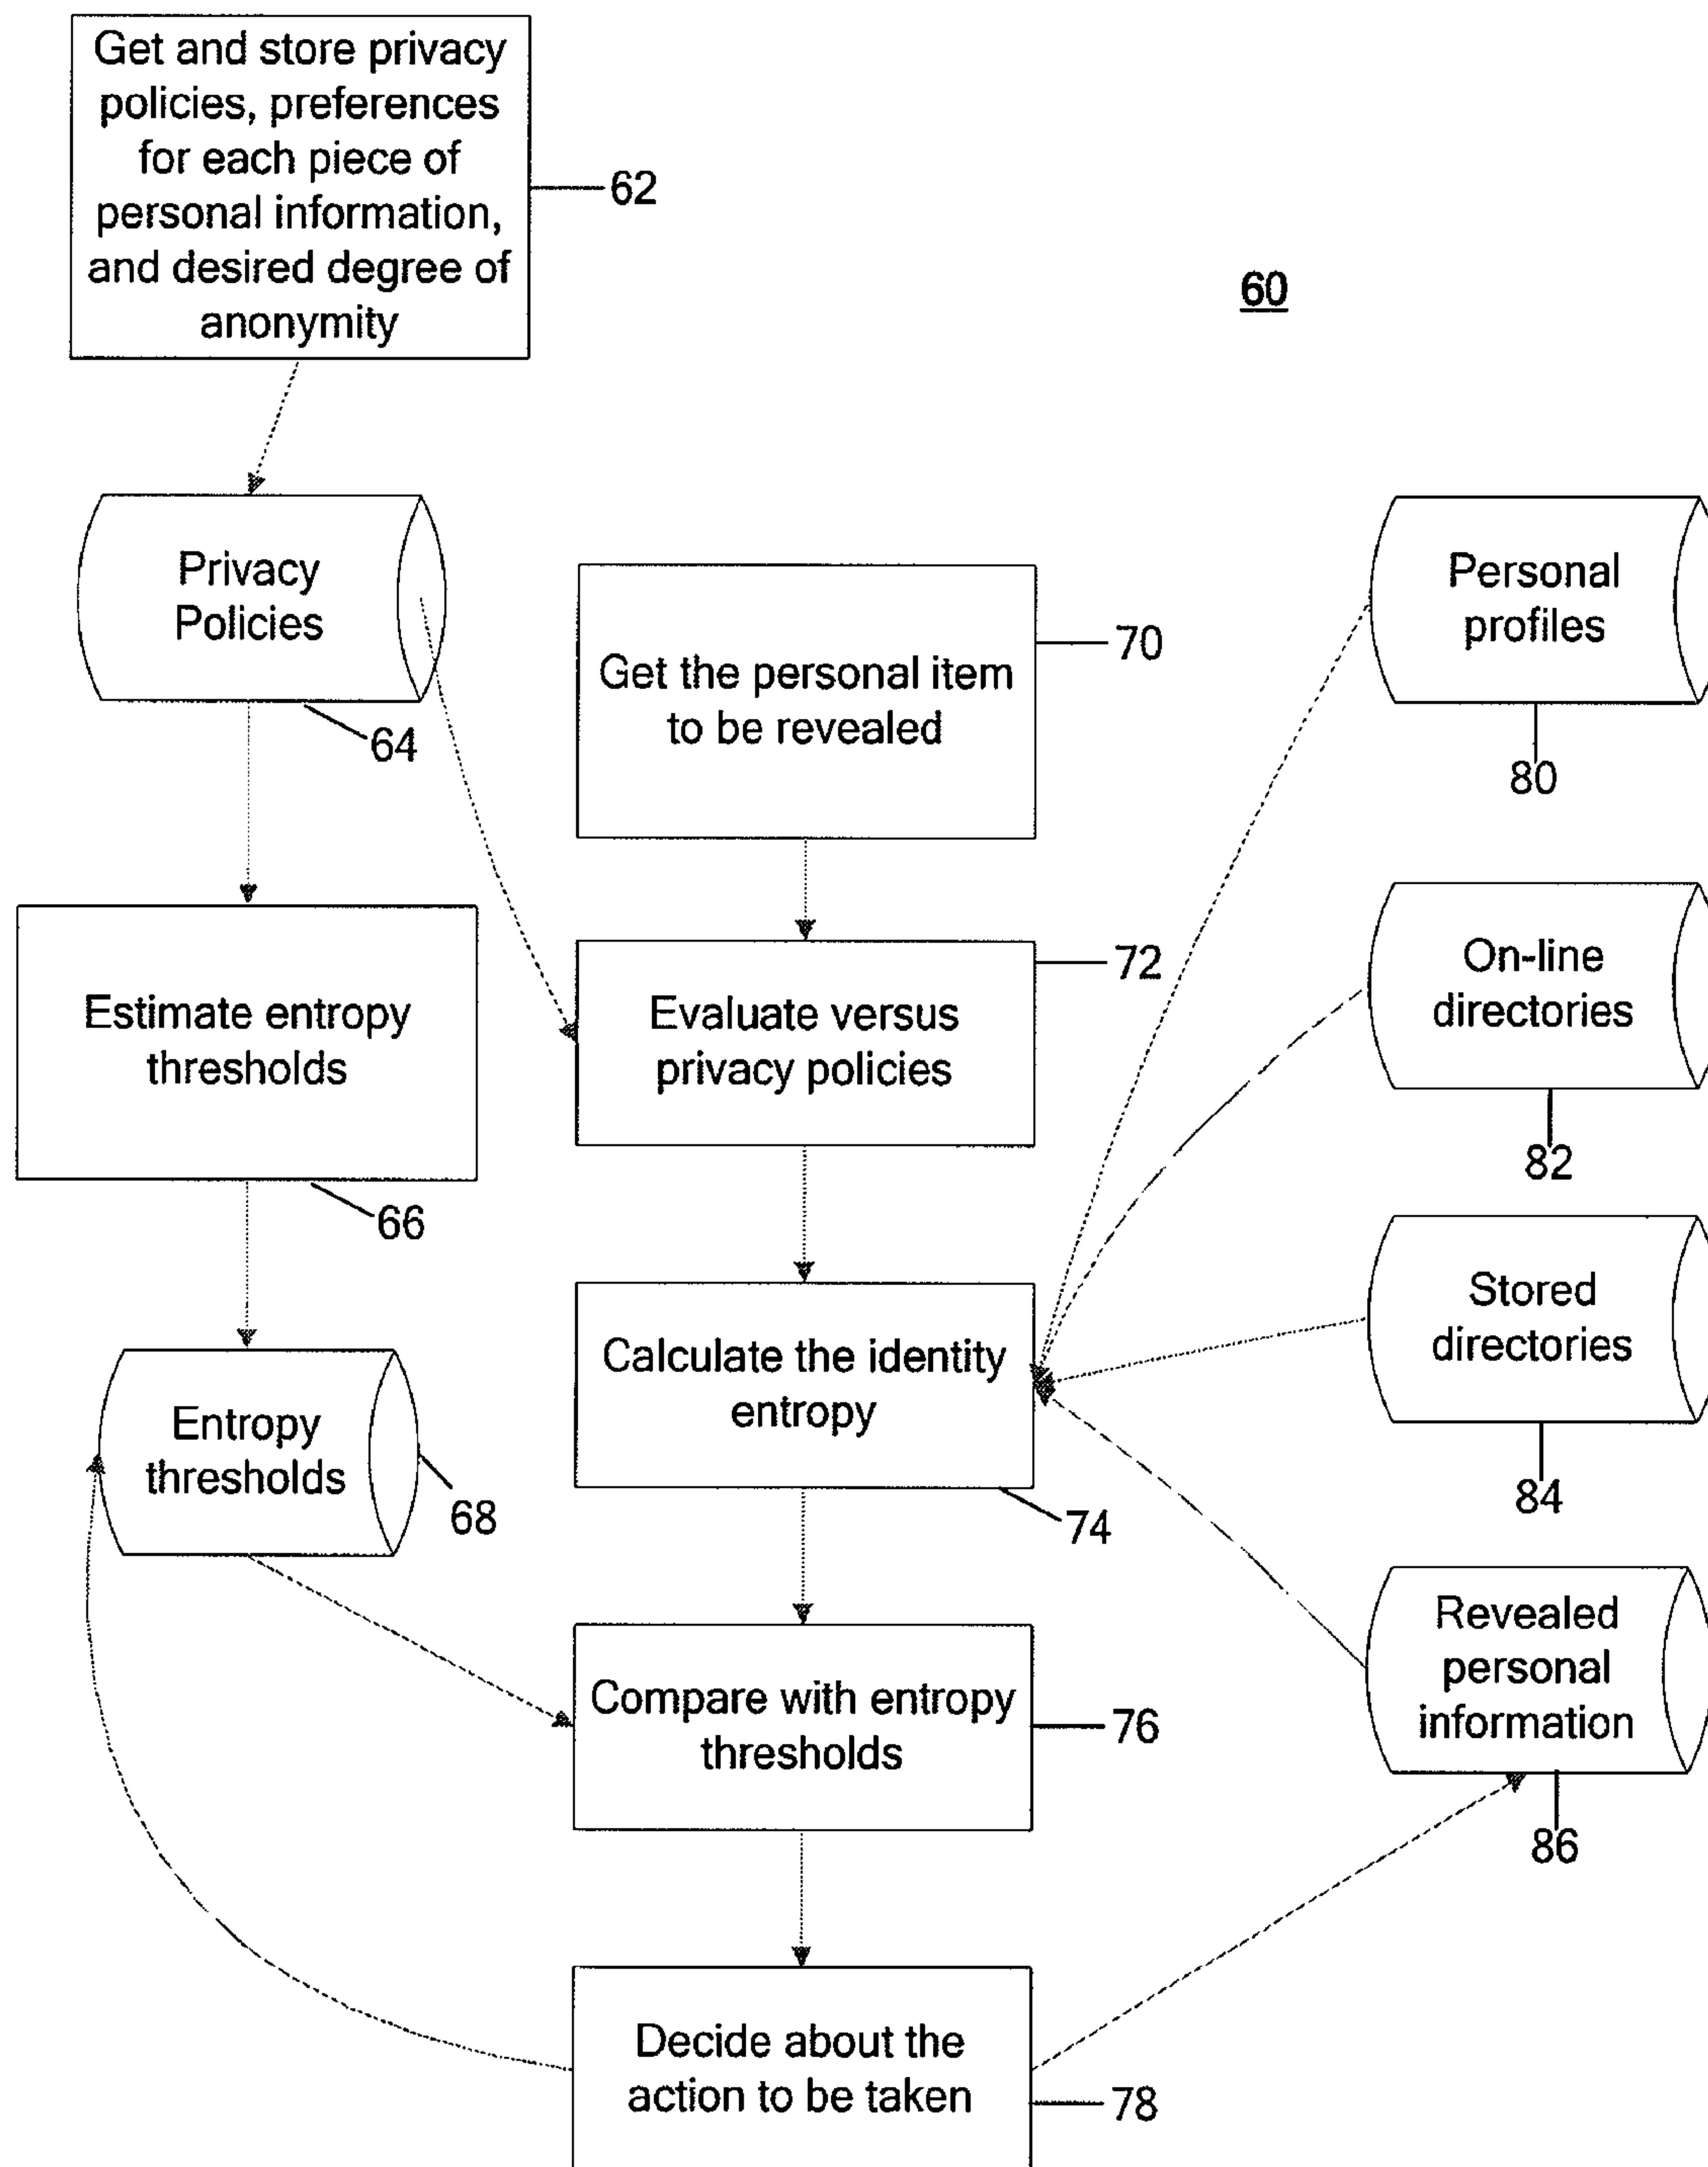 Get and store privacy
policies, preferences
for each piece of
personal information,
and desired degree of
anonymity
62
60
Privacy
Policies
64
Get the personal item
to be revealed
70
Personal
profiles
80
Estimate entropy
thresholds
66
Evaluate versus
privacy policies
72
On-line
directories
82
Entropy
thresholds
68
Calculate the identity
entropy
74
Stored
directories
84
Compare with entropy
thresholds
76
Revealed
personal
information
86
Decide about the
action to be taken
78